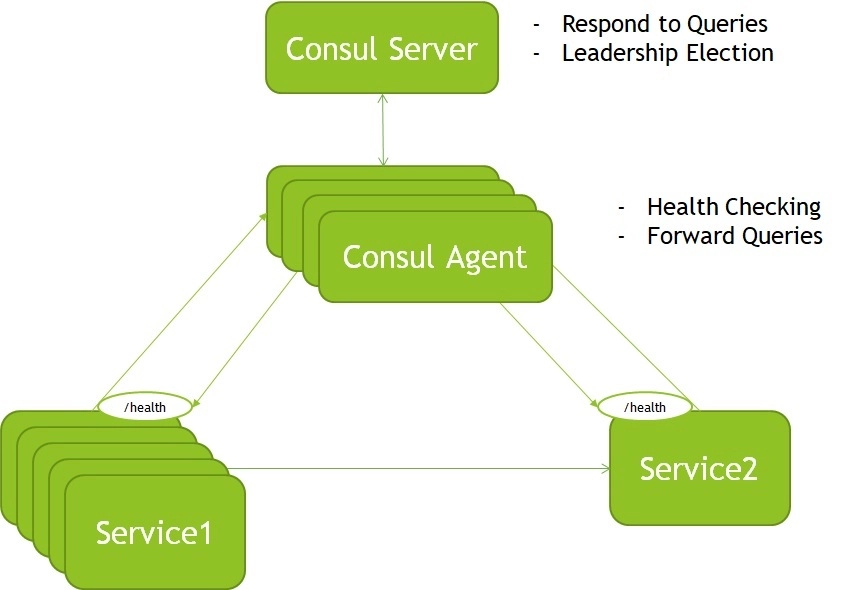 Consul Server
- Respond to Queries
- Leadership Election
Consul Agent
- Health Checking
- Forward Queries
/health
/health
Service1
Service2